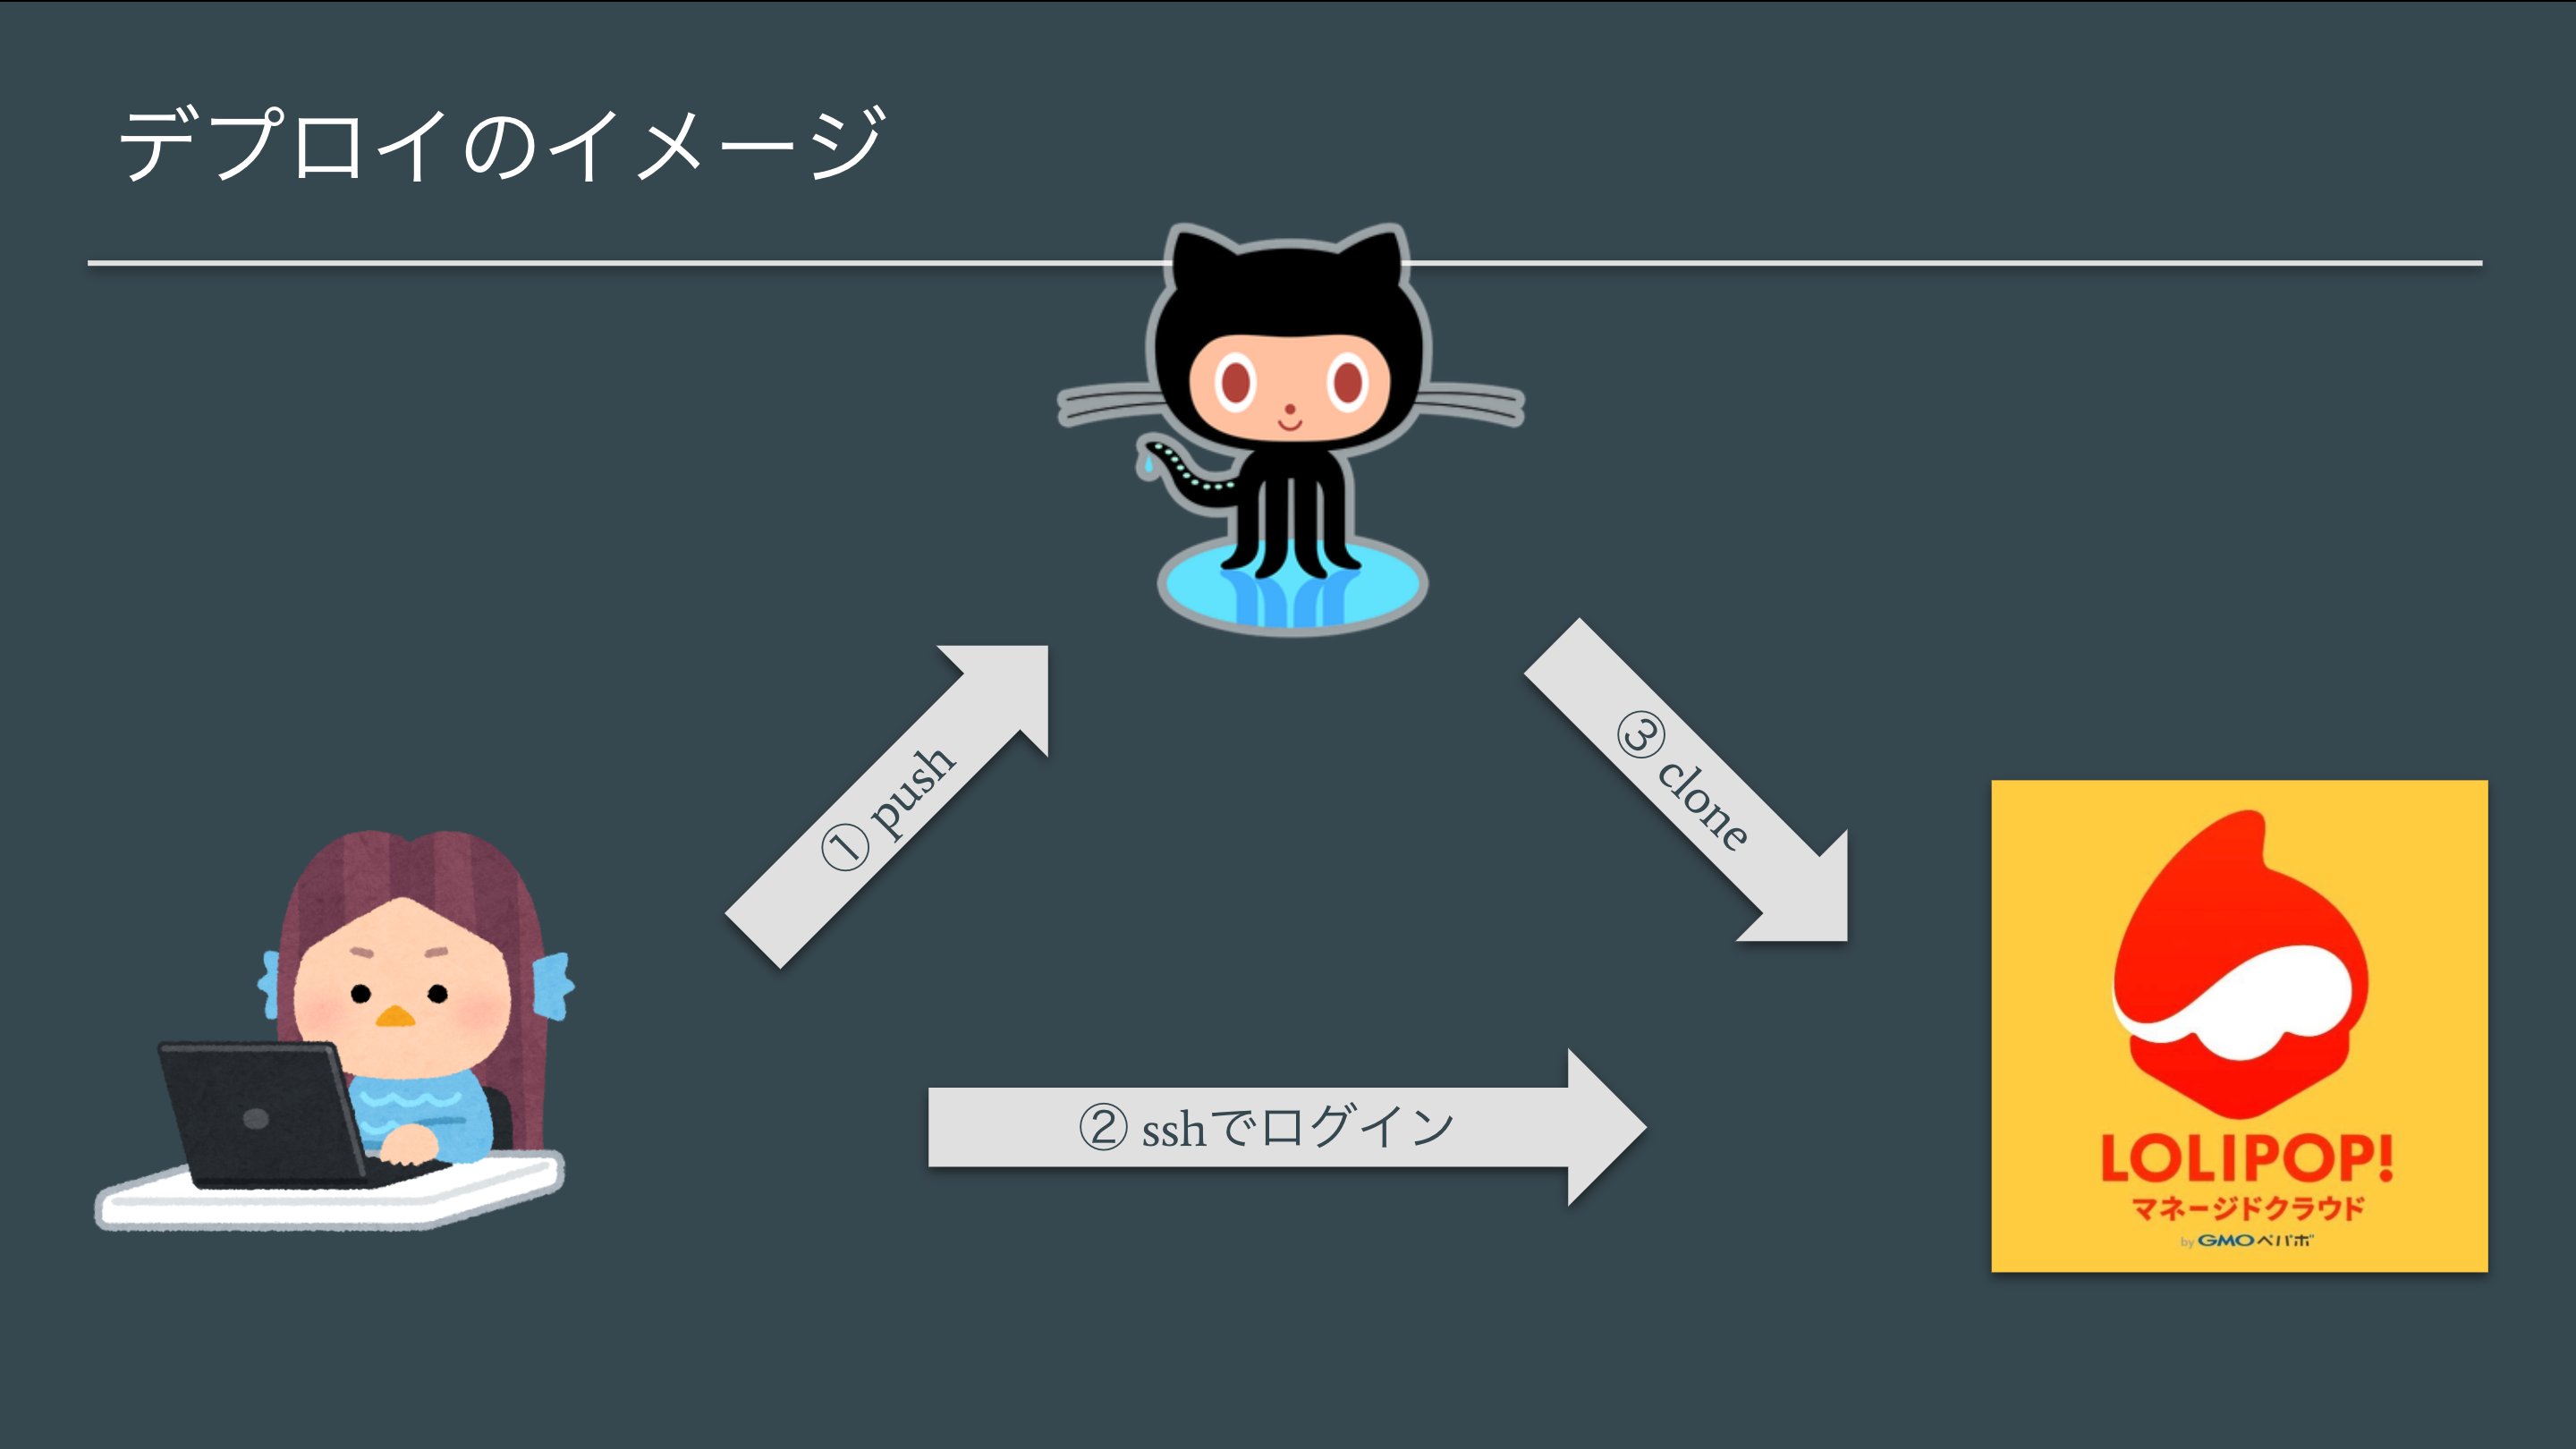 デプロイのイメージ
① push
③ clone
② sshでログイン
LOLIPOP!
マネージドクラウド
by GMOペパボ